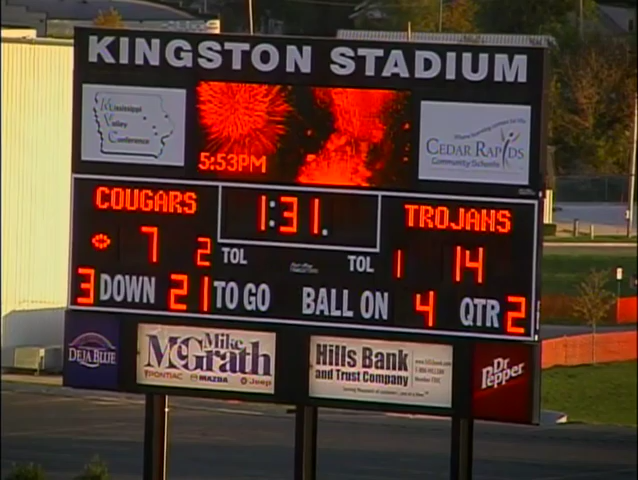 KINGSTON STADIUM
Mississippi
Valley
Conference
5:53PM
CEDAR RAPIDS
Community Schools
COUGARS 1:31. TROJANS
7 2 TOL TOL 1 14
3 DOWN 21 TO GO BALL ON 4 QTR 2
DEJA BLUE
Mike
McGrath
PONTIAC MAZDA Jeep
Hills Bank
and Trust Company
Dr
Pepper